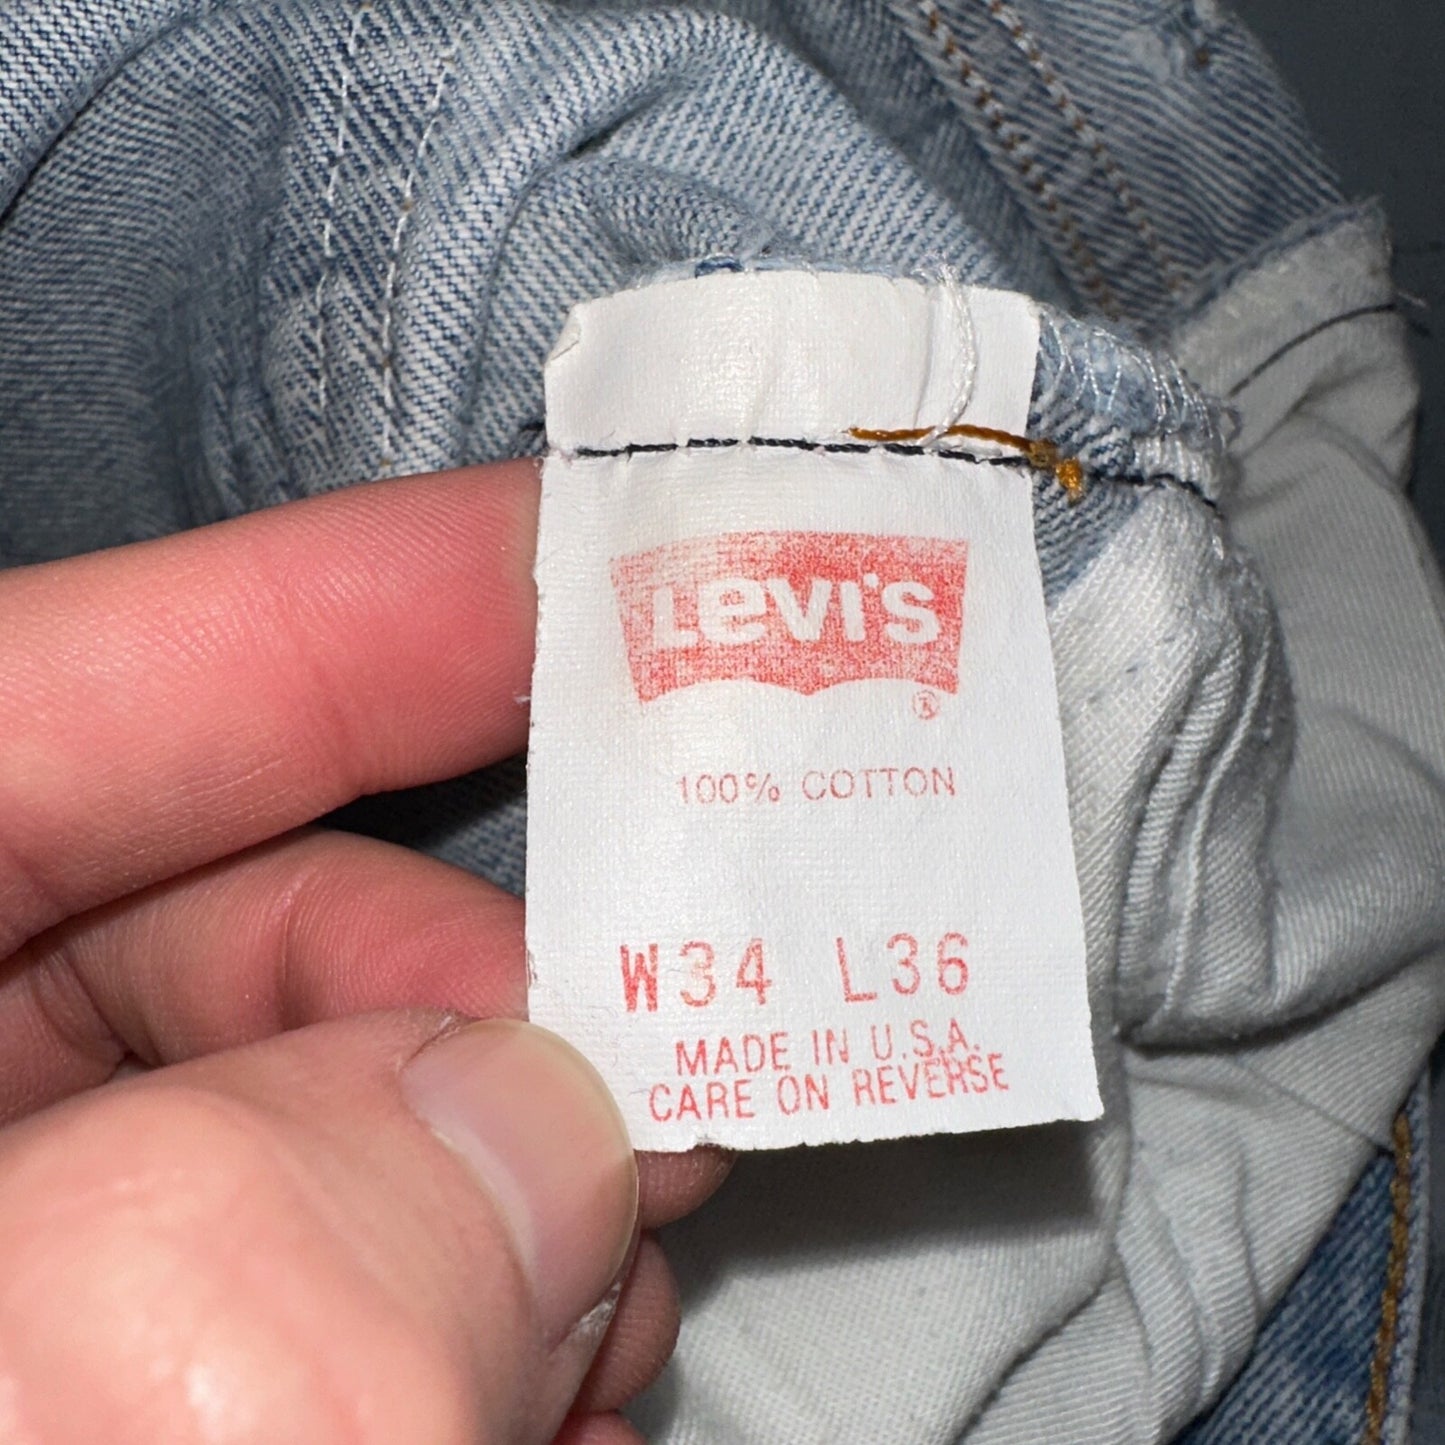 Levi's ®
100% COTTON
W34 L36
MADE IN U.S.A.
CARE ON REVERSE